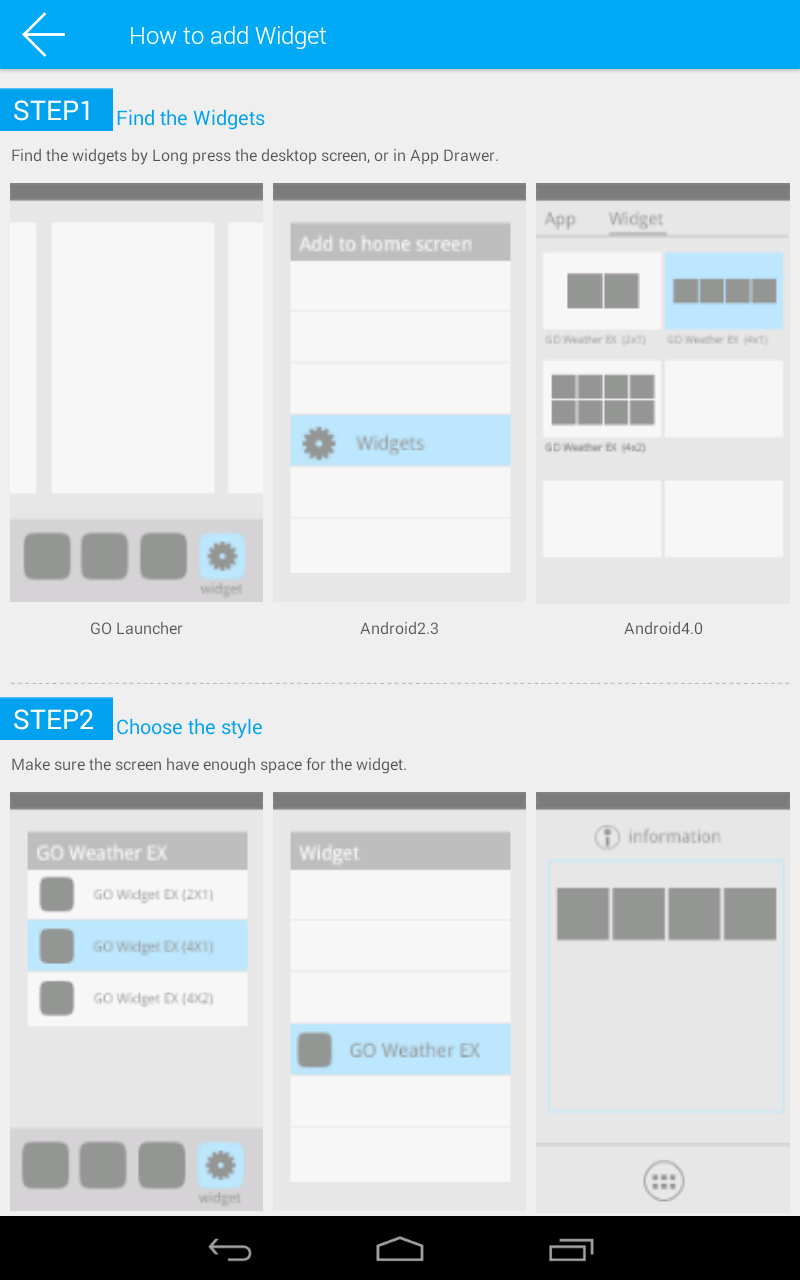 How to add Widget
STEP1 Find the Widgets
Find the widgets by Long press the desktop screen, or in App Drawer.
widget
Add to home screen
Widgets
App Widget
GO Weather EX (2x1) GO Weather EX (4x1)
GO Weather EX (4x2)
GO Launcher Android2.3 Android4.0
STEP2 Choose the style
Make sure the screen have enough space for the widget.
GO Weather EX
GO Widget EX (2X1)
GO Widget EX (4X1)
GO Widget EX (4X2)
widget
Widget
GO Weather EX
information